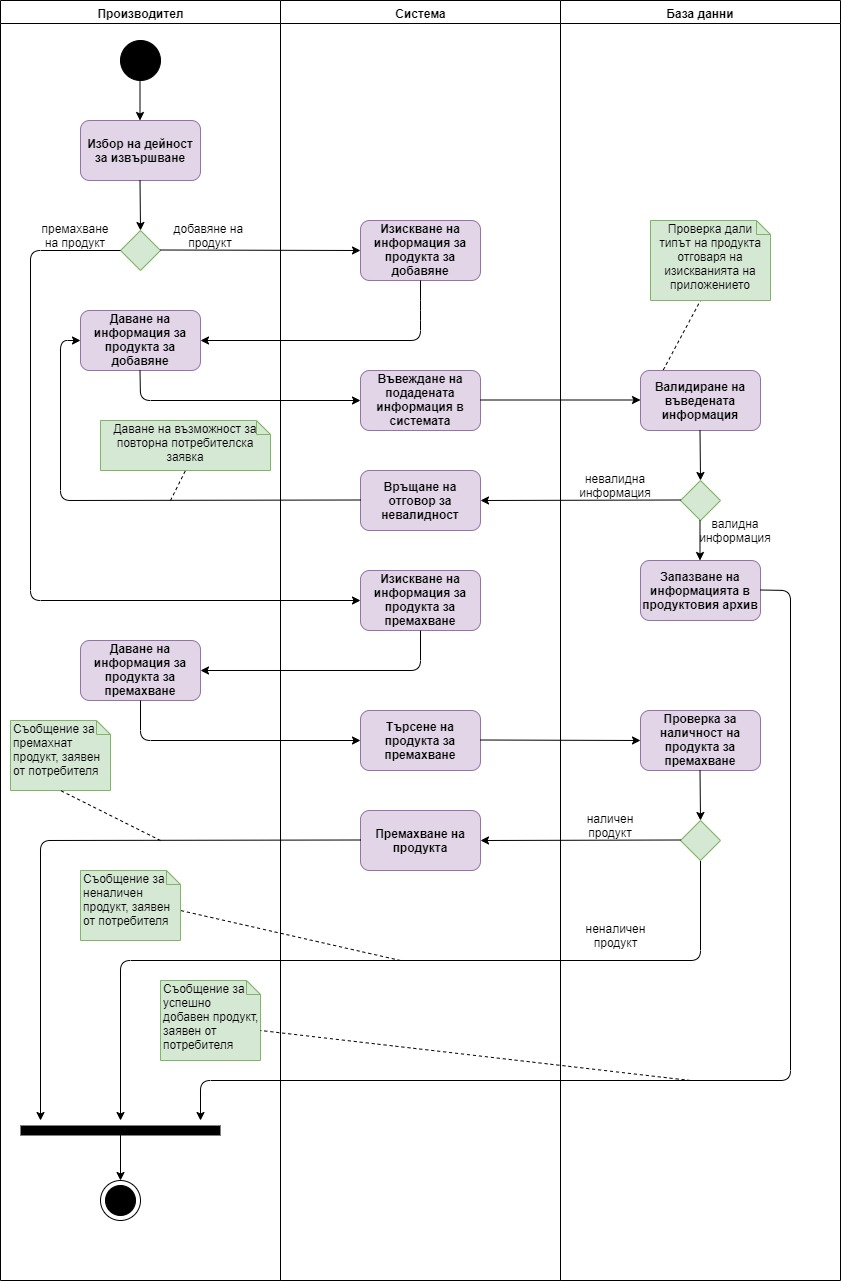 Производител
Система
База данни
Избор на дейност
за извършване
премахване
на продукт
добавяне на
продукт
Изискване на
информация за
продукта за
добавяне
Проверка дали
типът на продукта
отговаря на
изискванията на
приложението
Даване на
информация за
продукта за
добавяне
Въвеждане на
подадената
информация в
системата
Валидиране на
въведената
информация
Даване на възможност за
повторна потребителска
заявка
Връщане на
отговор за
невалидност
невалидна
информация
валидна
информация
Изискване на
информация за
продукта за
премахване
Запазване на
информацията в
продуктовия архив
Даване на
информация за
продукта за
премахване
Съобщение за
премахнат
продукт, заявен
от потребителя
Търсене на
продукта за
премахване
Проверка за
наличност на
продукта за
премахване
Премахване на
продукта
наличен
продукт
Съобщение за
неналичен
продукт, заявен
от потребителя
неналичен
продукт
Съобщение за
успешно
добавен продукт,
заявен от
потребителя